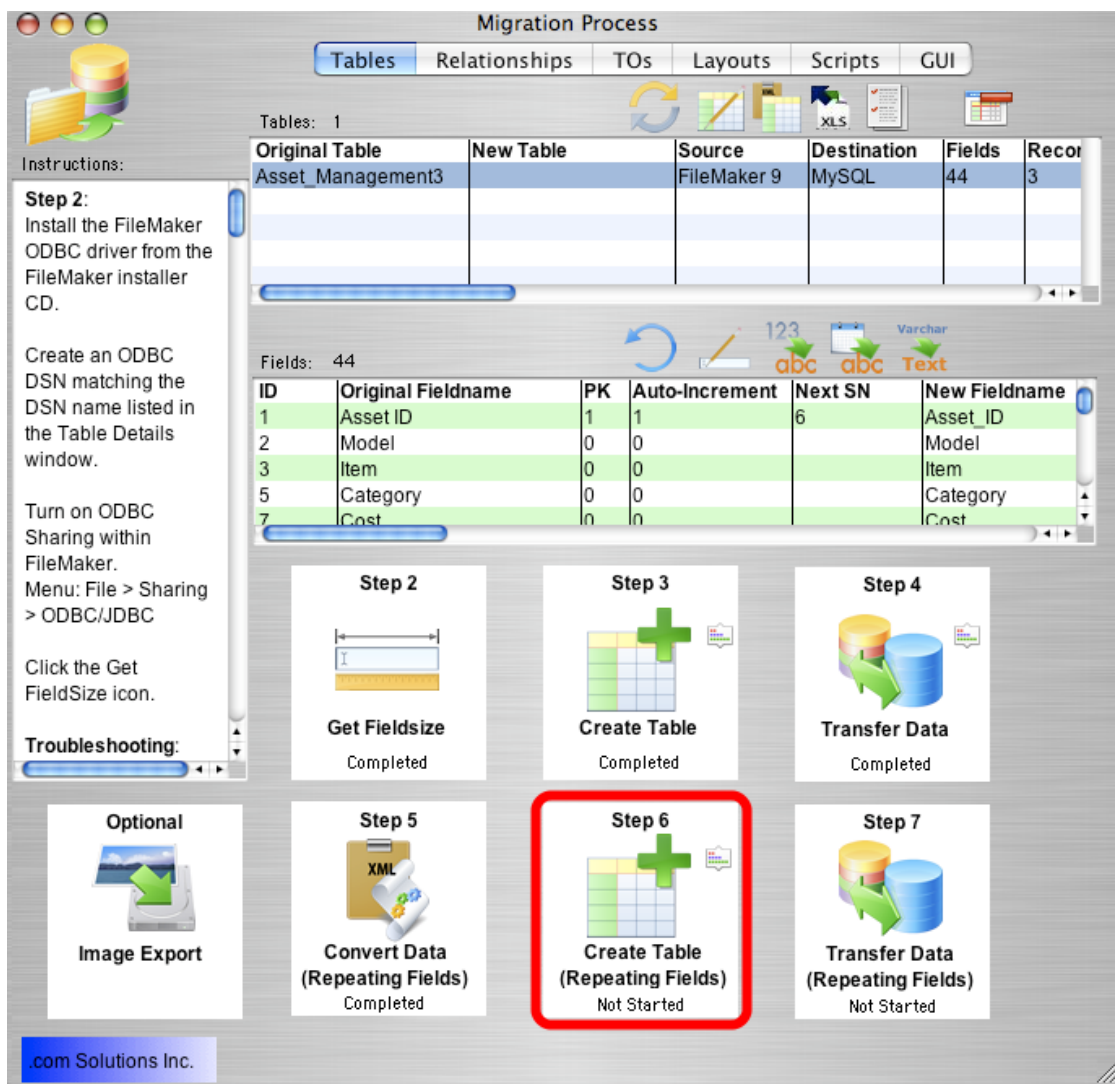 Migration Process
Tables Relationships TOs Layouts Scripts GUI
XLS
Tables: 1
Original Table New Table Source Destination Fields Recor
Asset_Management3 FileMaker 9 MySQL 44 3
Instructions:
Step 2:
Install the FileMaker
ODBC driver from the
FileMaker installer
CD.
Create an ODBC
DSN matching the
DSN name listed in
the Table Details
window.
Turn on ODBC
Sharing within
FileMaker.
Menu: File > Sharing
> ODBC/JDBC
Click the Get
FieldSize icon.
Troubleshooting:
123 abc
abc
Varchar Text
Fields: 44
ID Original Fieldname PK Auto-Increment Next SN New Fieldname
1 Asset ID 1 1 6 Asset_ID
2 Model 0 0 Model
3 Item 0 0 Item
5 Category 0 0 Category
7 Cost 0 0 Cost
Step 2
Get Fieldsize
Completed
Step 3
Create Table
Completed
Step 4
Transfer Data
Completed
Optional
Image Export
Step 5
XML
Convert Data
(Repeating Fields)
Completed
Step 6
Create Table
(Repeating Fields)
Not Started
Step 7
Transfer Data
(Repeating Fields)
Not Started
.com Solutions Inc.